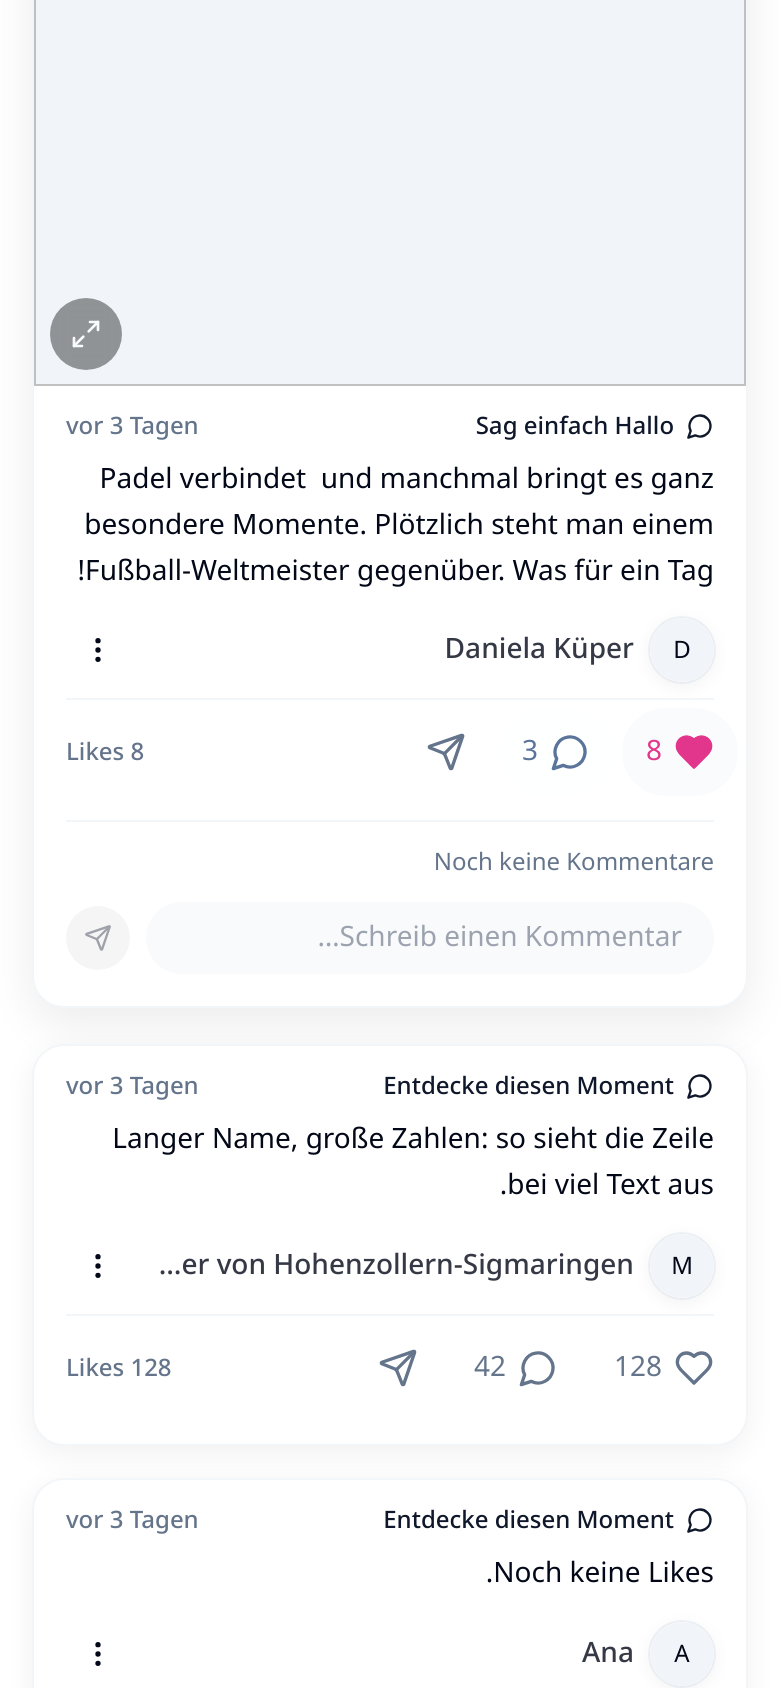 Sag einfach Hallo
vor 3 Tagen
Padel verbindet und manchmal bringt es ganz
besondere Momente. Plötzlich steht man einem
!Fußball-Weltmeister gegenüber. Was für ein Tag
D
Daniela Küper
8
3
Likes 8
Noch keine Kommentare
...Schreib einen Kommentar
Entdecke diesen Moment
vor 3 Tagen
Langer Name, große Zahlen: so sieht die Zeile
.bei viel Text aus
M
...er von Hohenzollern-Sigmaringen
128
42
Likes 128
Entdecke diesen Moment
vor 3 Tagen
.Noch keine Likes
A
Ana